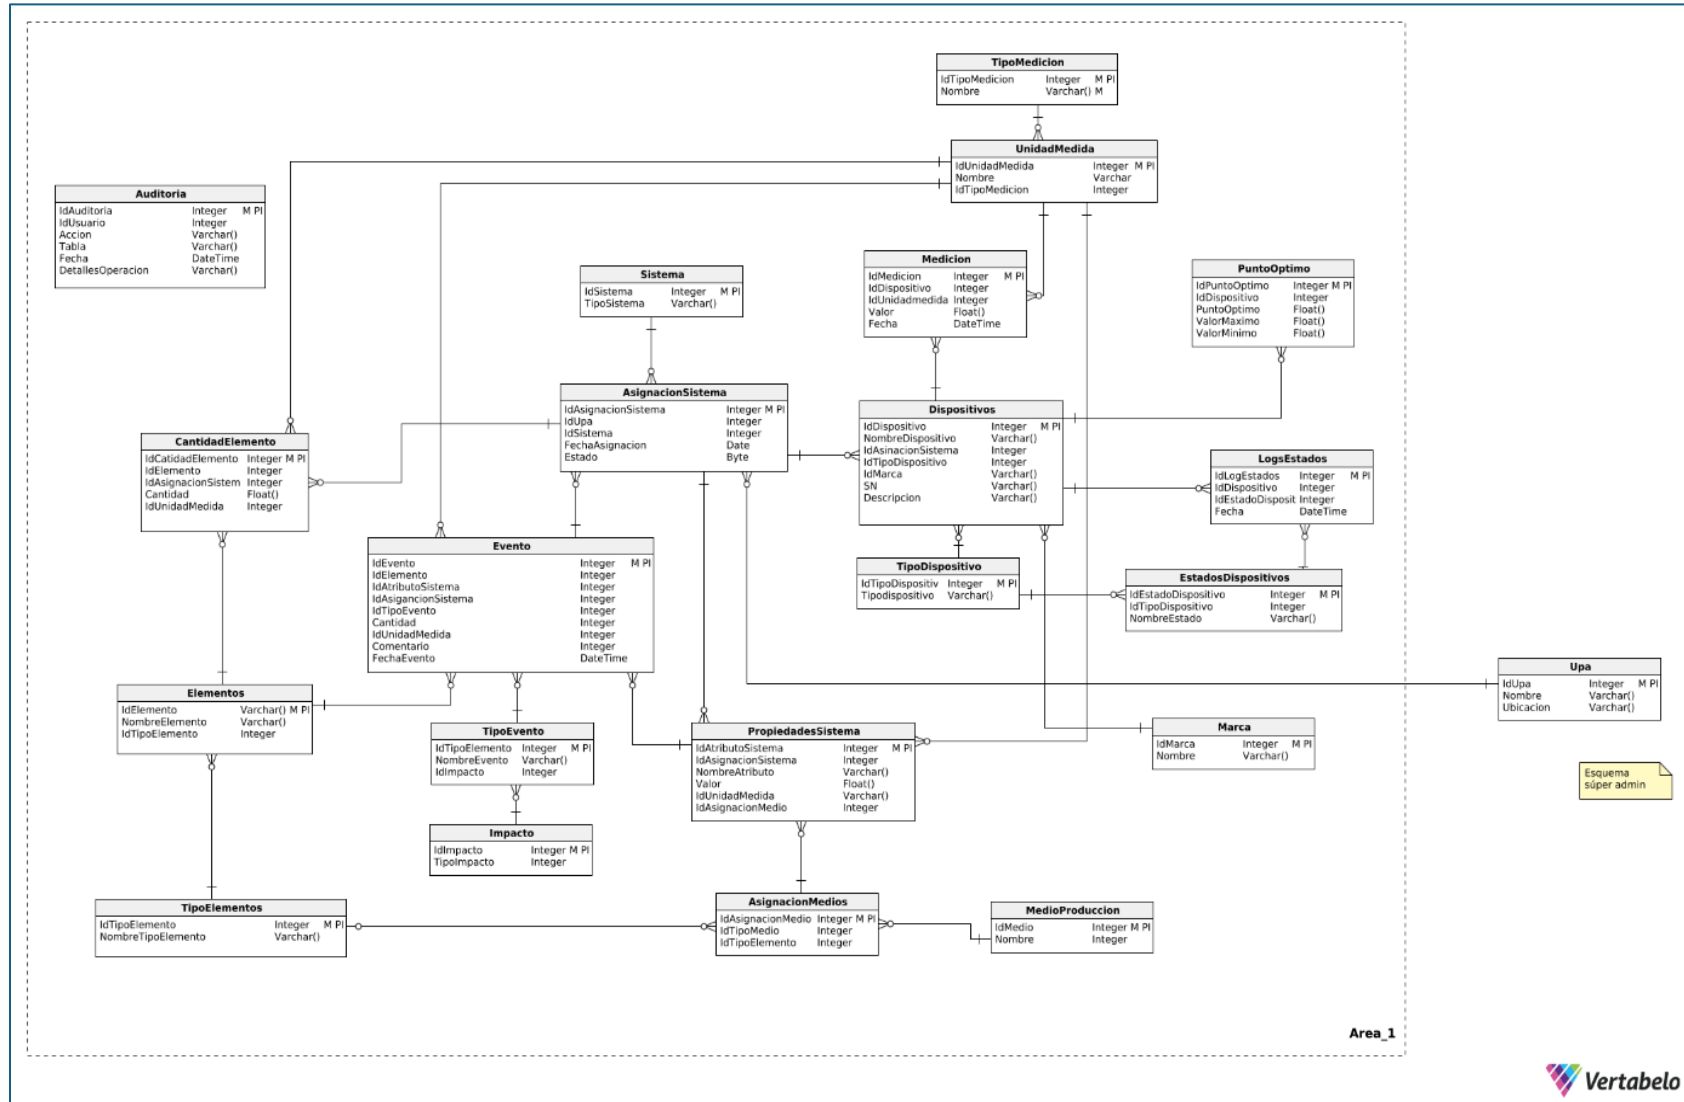 TipoMedicion
IdTipoMedicion Integer M PI
Nombre Varchar() M
UnidadMedida
IdUnidadMedida Integer M PI
Nombre Varchar
IdTipoMedicion Integer
Auditoria
IdAuditoria Integer M PI
IdUsuario Integer
Accion Varchar()
Tabla Varchar()
Fecha DateTime
DetallesOperacion Varchar()
Sistema
IdSistema Integer M PI
TipoSistema Varchar()
Medicion
IdMedicion Integer M PI
IdDispositivo Integer
IdUnidadmedida Integer
Valor Float()
Fecha DateTime
PuntoOptimo
IdPuntoOptimo Integer M PI
IdDispositivo Integer
PuntoOptimo Float()
ValorMaximo Float()
ValorMinimo Float()
AsignacionSistema
IdAsignacionSistema Integer M PI
IdUpa Integer
IdSistema Integer
FechaAsignacion Date
Estado Byte
Dispositivos
IdDispositivo Integer M PI
NombreDispositivo Varchar()
IdAsinacionSistema Integer
IdTipoDispositivo Integer
IdMarca Varchar()
SN Varchar()
Descripcion Varchar()
CantidadElemento
IdCatidadElemento Integer M PI
IdElemento Integer
IdAsignacionSistem Integer
Cantidad Float()
IdUnidadMedida Integer
LogsEstados
IdLogEstados Integer M PI
IdDispositivo Integer
IdEstadoDisposit Integer
Fecha DateTime
Evento
IdEvento Integer M PI
IdElemento Integer
IdAtributoSistema Integer
IdAsigancionSistema Integer
IdTipoEvento Integer
Cantidad Integer
IdUnidadMedida Integer
Comentario Integer
FechaEvento DateTime
TipoDispositivo
IdTipoDispositiv Integer M PI
Tipodispositivo Varchar()
EstadosDispositivos
IdEstadoDispositivo Integer M PI
IdTipoDispositivo Integer
NombreEstado Varchar()
Upa
IdUpa Integer M PI
Nombre Varchar()
Ubicacion Varchar()
Elementos
IdElemento Varchar() M PI
NombreElemento Varchar()
IdTipoElemento Integer
TipoEvento
IdTipoElemento Integer M PI
NombreEvento Varchar()
IdImpacto Integer
PropiedadesSistema
IdAtributoSistema Integer M PI
IdAsignacionSistema Integer
NombreAtributo Varchar()
Valor Float()
IdUnidadMedida Varchar()
IdAsignacionMedio Integer
Marca
IdMarca Integer M PI
Nombre Varchar()
Esquema
súper admin
Impacto
IdImpacto Integer M PI
TipoImpacto Integer
TipoElementos
IdTipoElemento Integer M PI
NombreTipoElemento Varchar()
AsignacionMedios
IdAsignacionMedio Integer M PI
IdTipoMedio Integer
IdTipoElemento Integer
MedioProduccion
IdMedio Integer M PI
Nombre Integer
Area_1
Vertabelo